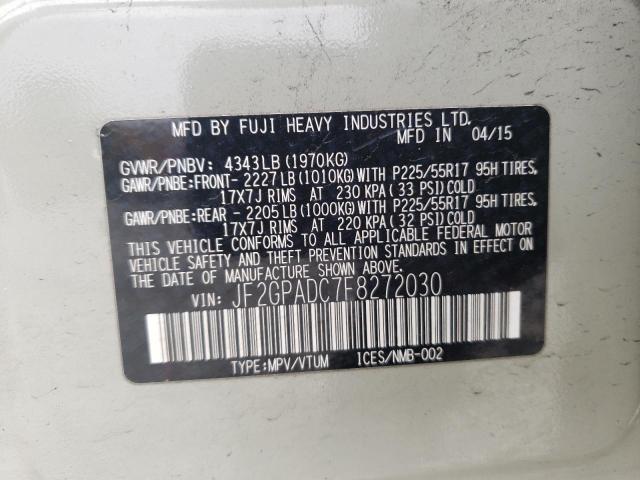 MFD BY FUJI HEAVY INDUSTRIES LTD.
MFD IN 04/15
GVWR/PNBV: 4343LB(1970KG)
GAWR/PNBE:FRONT- 2227LB(1010KG)WITH P225/55R17 95H TIRES,
17X7J RIMS AT 230 KPA(33 PSI)COLD
GAWR/PNBE:REAR - 2205LB(1000KG)WITH P225/55R17 95H TIRES,
17X7J RIMS AT 220 KPA(32 PSI)COLD
THIS VEHICLE CONFORMS TO ALL APPLICABLE FEDERAL MOTOR
VEHICLE SAFETY AND THEFT PREVENTION STANDARDS IN EFFECT ON
THE DATE OF MANUFACTURE SHOWN ABOVE.
VIN: JF2GPADC7F8272030
TYPE:MPV/VTUM ICES/NMB-002